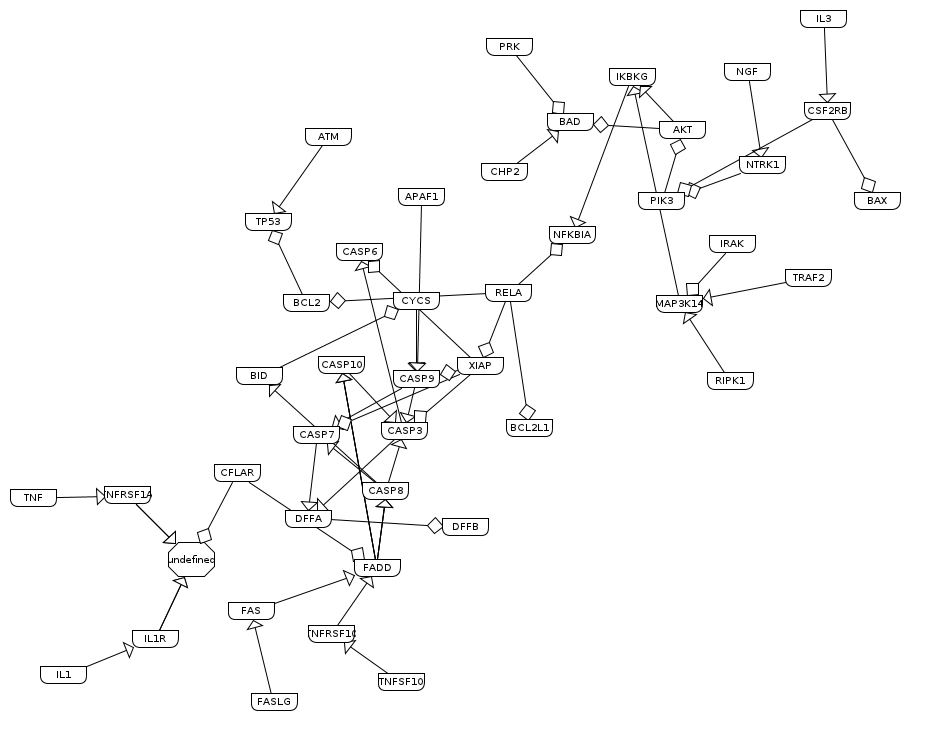 IL3
PRK
IKBKG
NGF
CSF2RB
BAD
AKT
ATM
NTRK1
CHP2
APAF1
PIK3
BAX
TP53
NFKBIA
IRAK
CASP6
TRAF2
RELA
CYCS
BCL2
MAP3K14
CASP10
XIAP
BID
CASP9
RIPK1
BCL2L1
CASP3
CASP7
CFLAR
CASP8
TNF
NFRSF1A
DFFA
DFFB
undefined
FADD
FAS
TNFRSF10
IL1R
IL1
TNFSF10
FASLG